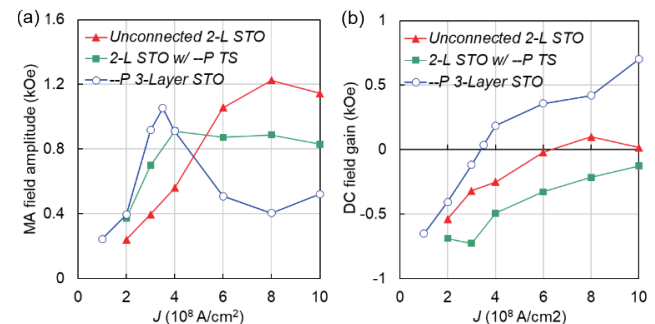 (a)
1.6
1.2
0.8
0.4
0
MA field amplitude (kOe)
Unconnected 2-L STO
2-L STO w/ --P TS
--P 3-Layer STO
0 2 4 6 8 10
J (10⁸ A/cm²)
(b)
1
0.5
0
-0.5
-1
DC field gain (kOe)
Unconnected 2-L STO
2-L STO w/ --P TS
--P 3-Layer STO
0 2 4 6 8 10
J (10⁸ A/cm2)